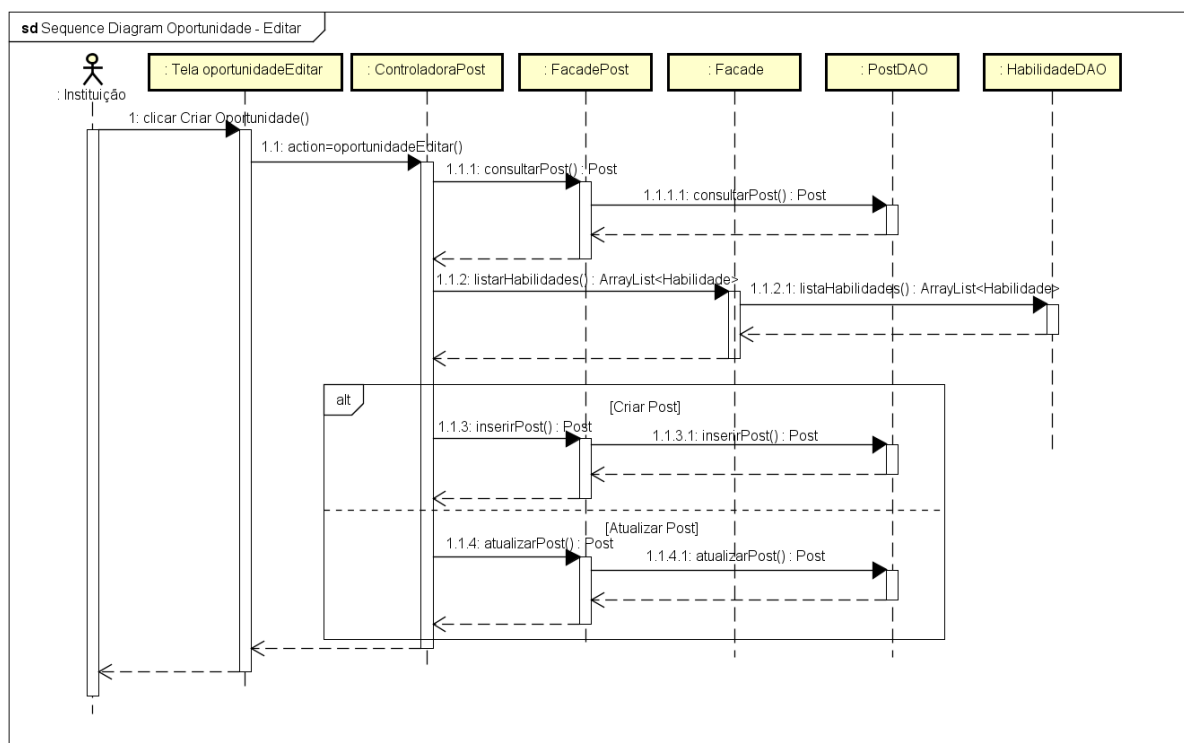 sd Sequence Diagram Oportunidade - Editar
: Instituição
: Tela oportunidadeEditar
: ControladoraPost
: FacadePost
: Facade
: PostDAO
: HabilidadeDAO
1: clicar Criar Oportunidade()
1.1: action=oportunidadeEditar()
1.1.1: consultarPost() : Post
1.1.1.1: consultarPost() : Post
1.1.2: listarHabilidades() : ArrayList<Habilidade>
1.1.2.1: listaHabilidades() : ArrayList<Habilidade>
alt
[Criar Post]
1.1.3: inserirPost() : Post
1.1.3.1: inserirPost() : Post
[Atualizar Post]
1.1.4: atualizarPost() : Post
1.1.4.1: atualizarPost() : Post